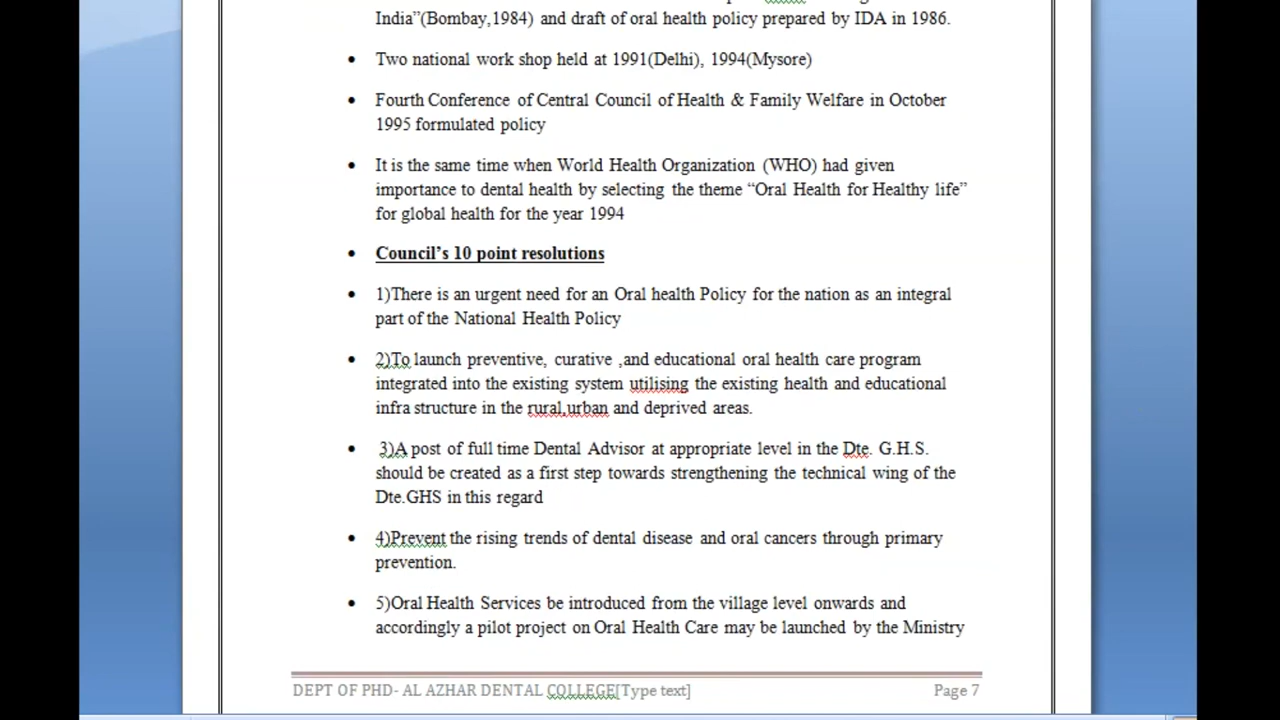 India”(Bombay,1984) and draft of oral health policy prepared by IDA in 1986.
• Two national work shop held at 1991(Delhi), 1994(Mysore)
• Fourth Conference of Central Council of Health & Family Welfare in October
1995 formulated policy
• It is the same time when World Health Organization (WHO) had given
importance to dental health by selecting the theme “Oral Health for Healthy life”
for global health for the year 1994
• Council’s 10 point resolutions
• 1)There is an urgent need for an Oral health Policy for the nation as an integral
part of the National Health Policy
• 2)To launch preventive, curative ,and educational oral health care program
integrated into the existing system utilising the existing health and educational
infra structure in the rural,urban and deprived areas.
• 3)A post of full time Dental Advisor at appropriate level in the Dte. G.H.S.
should be created as a first step towards strengthening the technical wing of the
Dte.GHS in this regard
• 4)Prevent the rising trends of dental disease and oral cancers through primary
prevention.
• 5)Oral Health Services be introduced from the village level onwards and
accordingly a pilot project on Oral Health Care may be launched by the Ministry
DEPT OF PHD- AL AZHAR DENTAL COLLEGE[Type text] Page 7